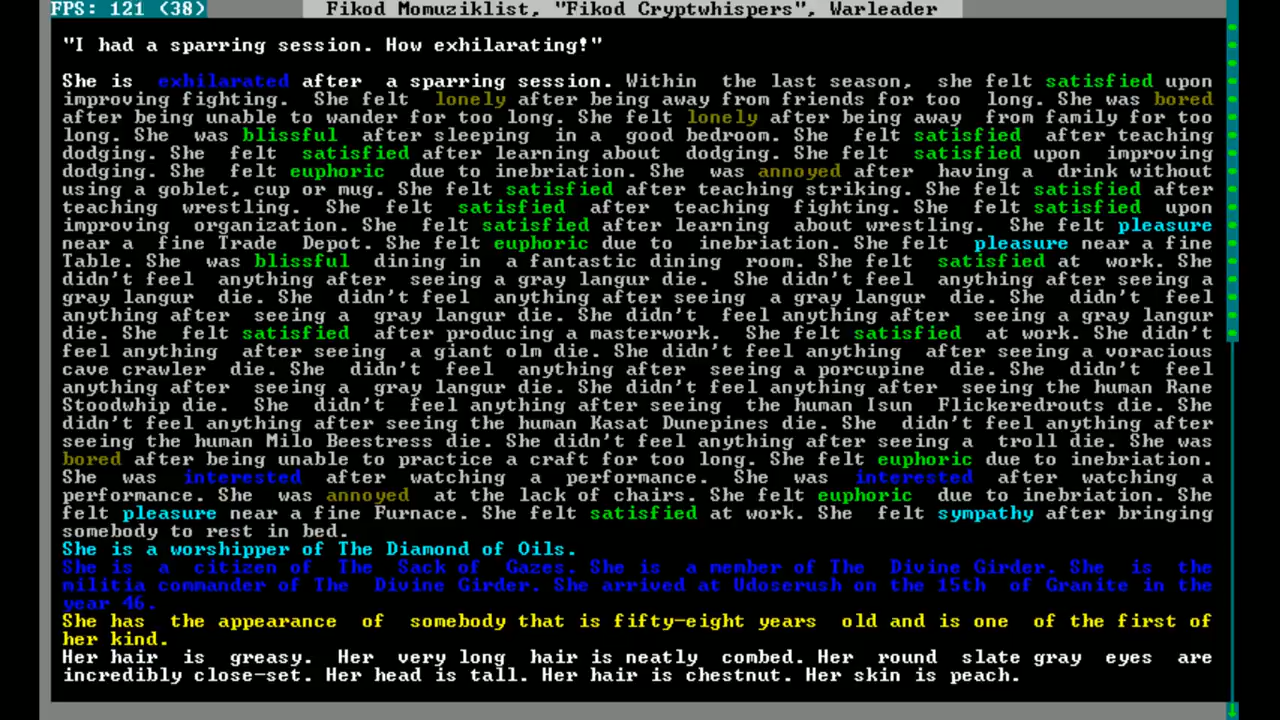 FPS: 121 (38)
Fikod Momuziklist, "Fikod Cryptwhispers", Warleader
"I had a sparring session. How exhilarating!"
She is exhilarated after a sparring session. Within the last season, she felt satisfied upon
improving fighting. She felt lonely after being away from friends for too long. She was bored
after being unable to wander for too long. She felt lonely after being away from family for too
long. She was blissful after sleeping in a good bedroom. She felt satisfied after teaching
dodging. She felt satisfied after learning about dodging. She felt satisfied upon improving
dodging. She felt euphoric due to inebriation. She was annoyed after having a drink without
using a goblet, cup or mug. She felt satisfied after teaching striking. She felt satisfied after
teaching wrestling. She felt satisfied after teaching fighting. She felt satisfied upon
improving organization. She felt satisfied after learning about wrestling. She felt pleasure
near a fine Trade Depot. She felt euphoric due to inebriation. She felt pleasure near a fine
Table. She was blissful dining in a fantastic dining room. She felt satisfied at work. She
didn't feel anything after seeing a gray langur die. She didn't feel anything after seeing a
gray langur die. She didn't feel anything after seeing a gray langur die. She didn't feel
anything after seeing a gray langur die. She didn't feel anything after seeing a gray langur
die. She felt satisfied after producing a masterwork. She felt satisfied at work. She didn't
feel anything after seeing a giant olm die. She didn't feel anything after seeing a voracious
cave crawler die. She didn't feel anything after seeing a porcupine die. She didn't feel
anything after seeing a gray langur die. She didn't feel anything after seeing the human Rane
Stoodwhip die. She didn't feel anything after seeing the human Isun Flickeredrouts die. She
didn't feel anything after seeing the human Kasat Dunepines die. She didn't feel anything after
seeing the human Milo Beestress die. She didn't feel anything after seeing a troll die. She was
bored after being unable to practice a craft for too long. She felt euphoric due to inebriation.
She was interested after watching a performance. She was interested after watching a
performance. She was annoyed at the lack of chairs. She felt euphoric due to inebriation. She
felt pleasure near a fine Furnace. She felt satisfied at work. She felt sympathy after bringing
somebody to rest in bed.
She is a worshipper of The Diamond of Oils.
She is a citizen of The Sack of Gazes. She is a member of The Divine Girder. She is the
militia commander of The Divine Girder. She arrived at Udoserush on the 15th of Granite in the
year 46.
She has the appearance of somebody that is fifty-eight years old and is one of the first of
her kind.
Her hair is greasy. Her very long hair is neatly combed. Her round slate gray eyes are
incredibly close-set. Her head is tall. Her hair is chestnut. Her skin is peach.